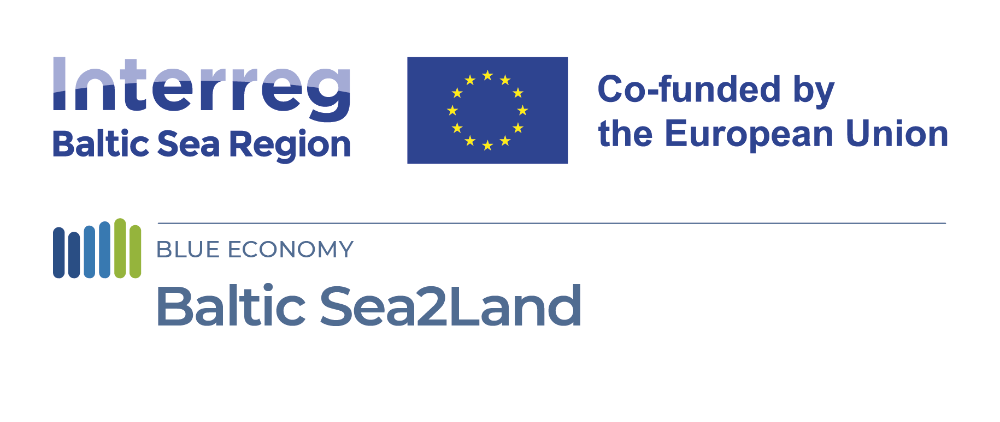 Interreg
Baltic Sea Region
Co-funded by
the European Union
BLUE ECONOMY
Baltic Sea2Land